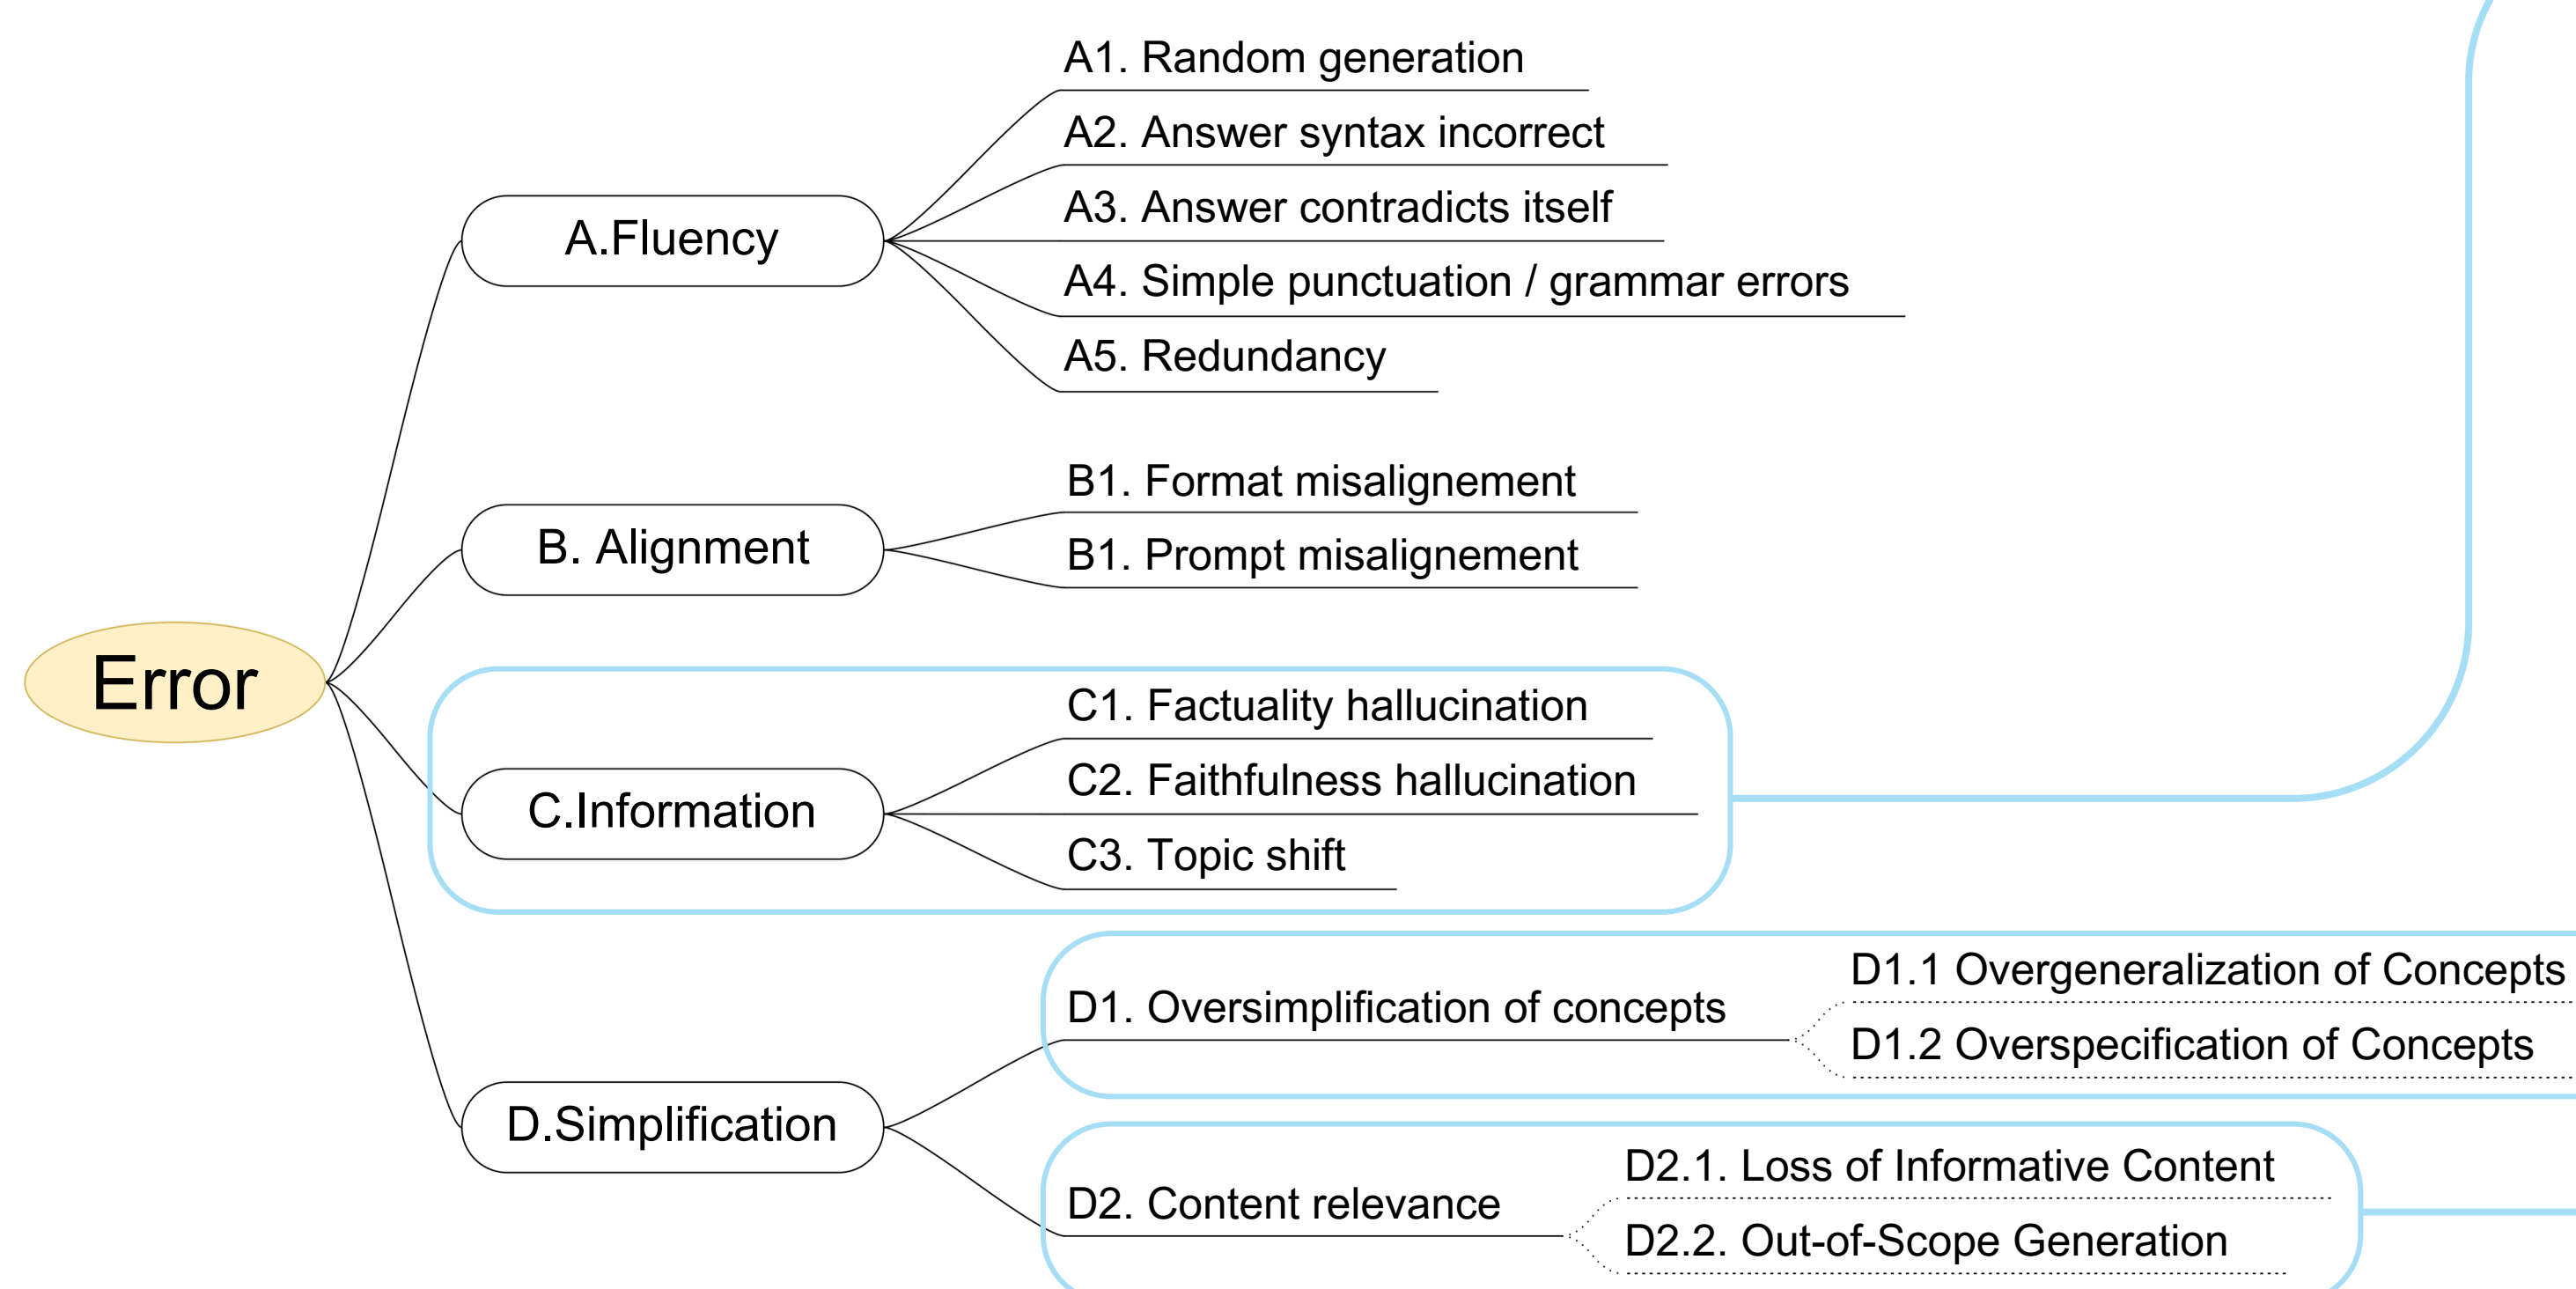 Error
A.Fluency
A1. Random generation
A2. Answer syntax incorrect
A3. Answer contradicts itself
A4. Simple punctuation / grammar errors
A5. Redundancy
B. Alignment
B1. Format misalignement
B1. Prompt misalignement
C.Information
C1. Factuality hallucination
C2. Faithfulness hallucination
C3. Topic shift
D.Simplification
D1. Oversimplification of concepts
D1.1 Overgeneralization of Concepts
D1.2 Overspecification of Concepts
D2. Content relevance
D2.1. Loss of Informative Content
D2.2. Out-of-Scope Generation